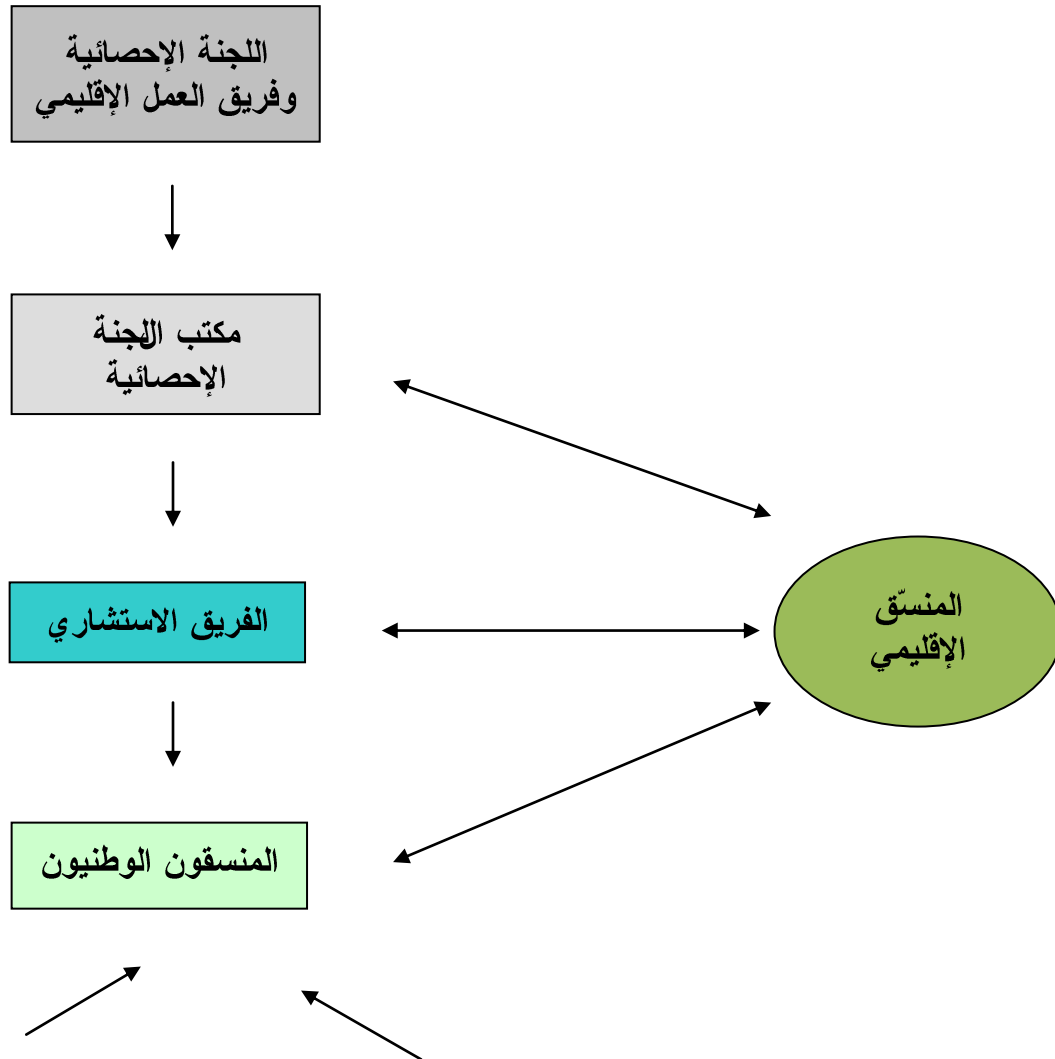 اللجنة الإحصائية
وفريق العمل الإقليمي
مكتب اللجنة
الإحصائية
الفريق الاستشاري
المنسّق
الإقليمي
المنسقون الوطنيون